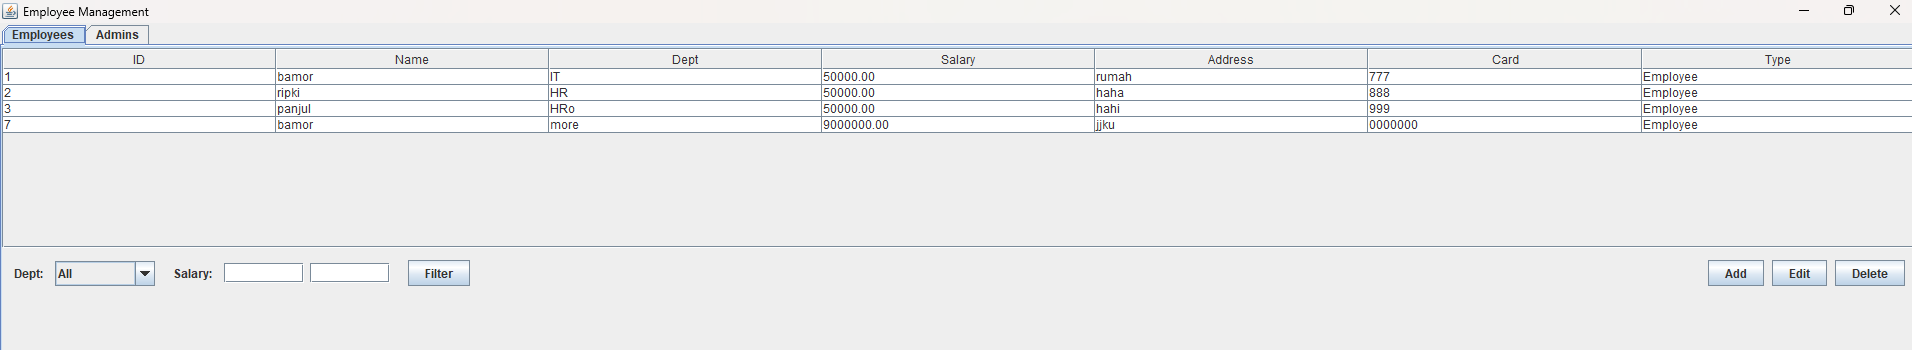 Employee Management
Employees Admins
ID Name Dept Salary Address Card Type
1 bamor IT 50000.00 rumah 777 Employee
2 ripki HR 50000.00 haha 888 Employee
3 panjul HRo 50000.00 hahi 999 Employee
7 bamor more 9000000.00 jjku 0000000 Employee
Dept: All Salary: Filter Add Edit Delete